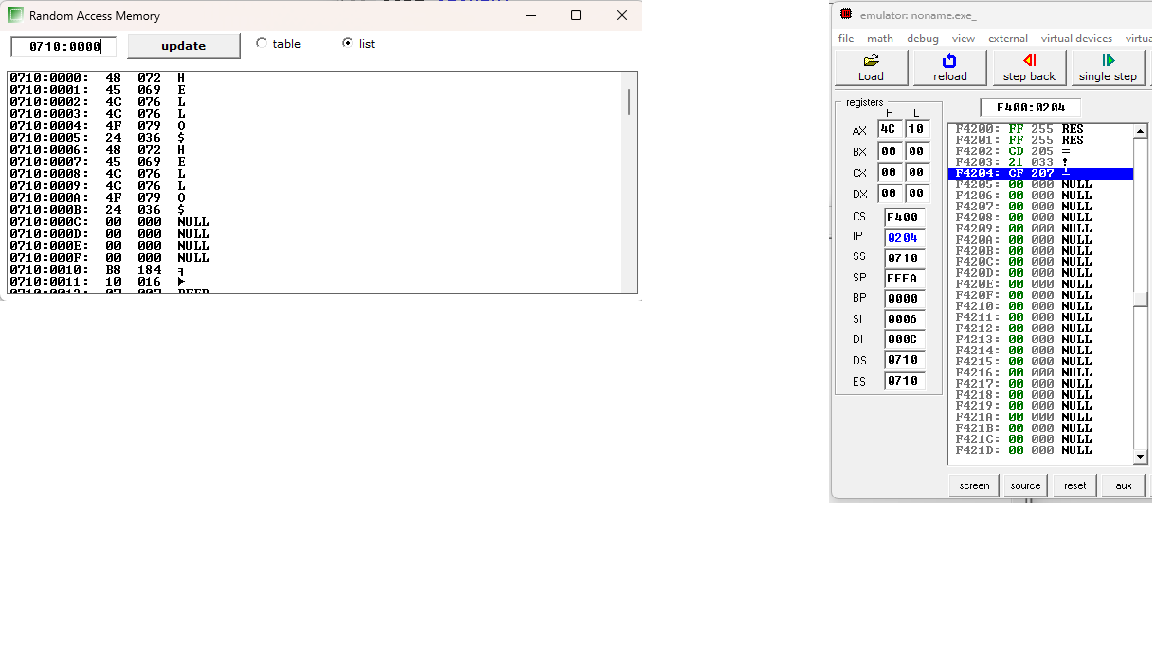 Random Access Memory
0710:0000 update table list
0710:0000: 48 072 H
0710:0001: 45 069 E
0710:0002: 4C 076 L
0710:0003: 4C 076 L
0710:0004: 4F 079 O
0710:0005: 24 036 $
0710:0006: 48 072 H
0710:0007: 45 069 E
0710:0008: 4C 076 L
0710:0009: 4C 076 L
0710:000A: 4F 079 O
0710:000B: 24 036 $
0710:000C: 00 000 NULL
0710:000D: 00 000 NULL
0710:000E: 00 000 NULL
0710:000F: 00 000 NULL
0710:0010: B8 184 ╕
0710:0011: 10 016 ►
0710:0012: 07 007 BEEP
emulator: noname.exe_
file math debug view external virtual devices virtua
Load reload step back single step
registers
H L
AX 4C 10
BX 00 00
CX 00 00
DX 00 00
CS F400
IP 0204
SS 0710
SP FFFA
BP 0000
SI 0006
DI 000C
DS 0710
ES 0710
F400:0204
F4200: FF 255 RES
F4201: FF 255 RES
F4202: CD 205 =
F4203: 21 033 !
F4204: CF 207 ╧
F4205: 00 000 NULL
F4206: 00 000 NULL
F4207: 00 000 NULL
F4208: 00 000 NULL
F4209: 00 000 NULL
F420A: 00 000 NULL
F420B: 00 000 NULL
F420C: 00 000 NULL
F420D: 00 000 NULL
F420E: 00 000 NULL
F420F: 00 000 NULL
F4210: 00 000 NULL
F4211: 00 000 NULL
F4212: 00 000 NULL
F4213: 00 000 NULL
F4214: 00 000 NULL
F4215: 00 000 NULL
F4216: 00 000 NULL
F4217: 00 000 NULL
F4218: 00 000 NULL
F4219: 00 000 NULL
F421A: 00 000 NULL
F421B: 00 000 NULL
F421C: 00 000 NULL
F421D: 00 000 NULL
screen source reset aux